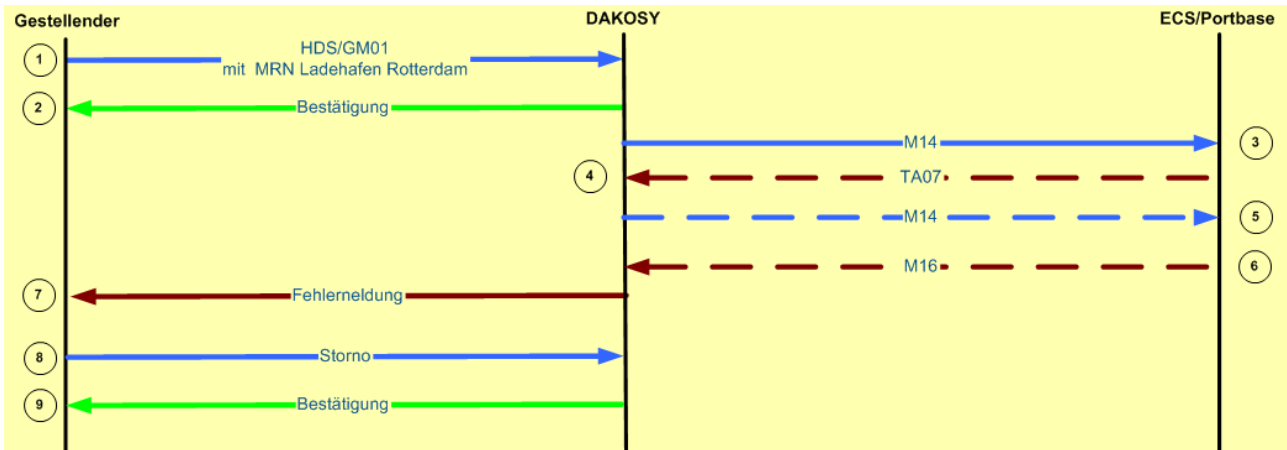 Gestellender
DAKOSY
ECS/Portbase
1
HDS/GM01
mit MRN Ladehafen Rotterdam
2
Bestätigung
M14
3
4
TA07
M14
5
M16
6
7
Fehlerneldung
8
Storno
9
Bestätigung